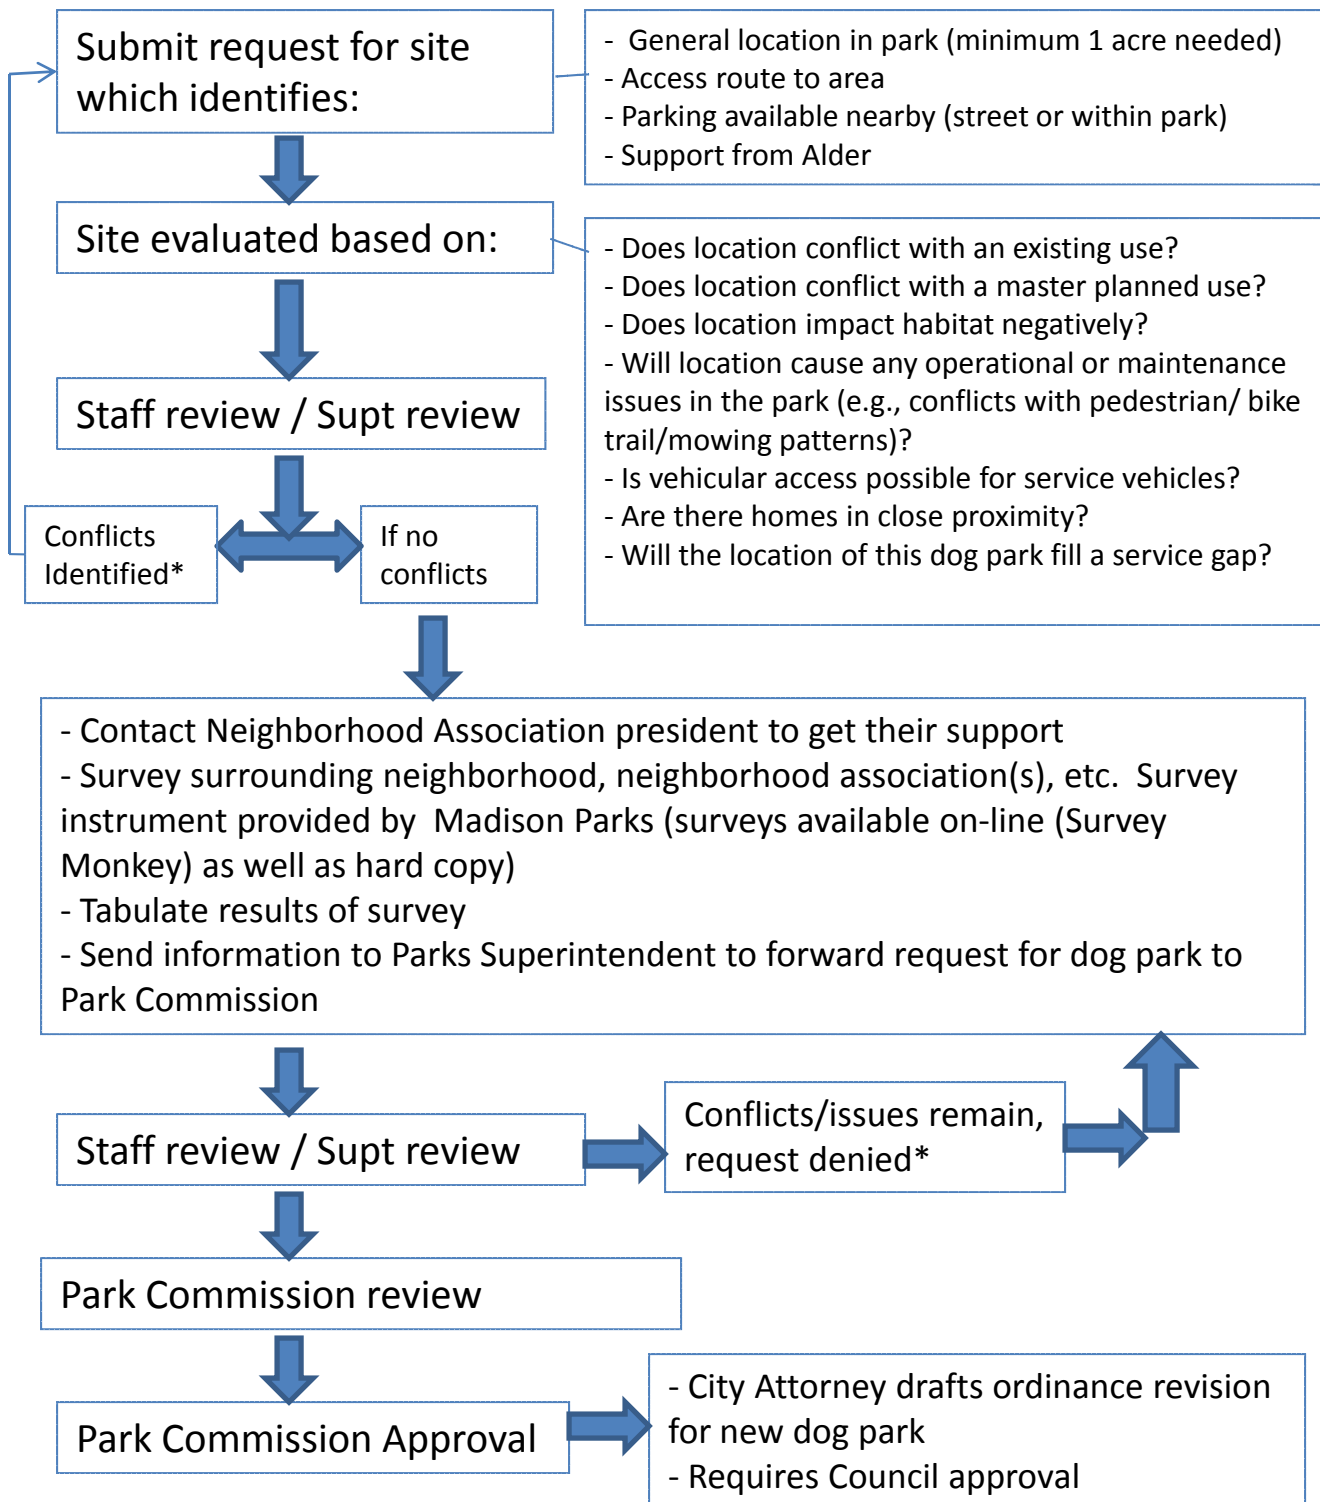 Submit request for site
which identifies:
- General location in park (minimum 1 acre needed)
- Access route to area
- Parking available nearby (street or within park)
- Support from Alder
Site evaluated based on:
- Does location conflict with an existing use?
- Does location conflict with a master planned use?
- Does location impact habitat negatively?
- Will location cause any operational or maintenance
issues in the park (e.g., conflicts with pedestrian/ bike
trail/mowing patterns)?
- Is vehicular access possible for service vehicles?
- Are there homes in close proximity?
- Will the location of this dog park fill a service gap?
Staff review / Supt review
Conflicts
Identified*
If no
conflicts
- Contact Neighborhood Association president to get their support
- Survey surrounding neighborhood, neighborhood association(s), etc.  Survey
instrument provided by  Madison Parks (surveys available on-line (Survey
Monkey) as well as hard copy)
- Tabulate results of survey
- Send information to Parks Superintendent to forward request for dog park to
Park Commission
Staff review / Supt review
Conflicts/issues remain,
request denied*
Park Commission review
Park Commission Approval
- City Attorney drafts ordinance revision
for new dog park
- Requires Council approval